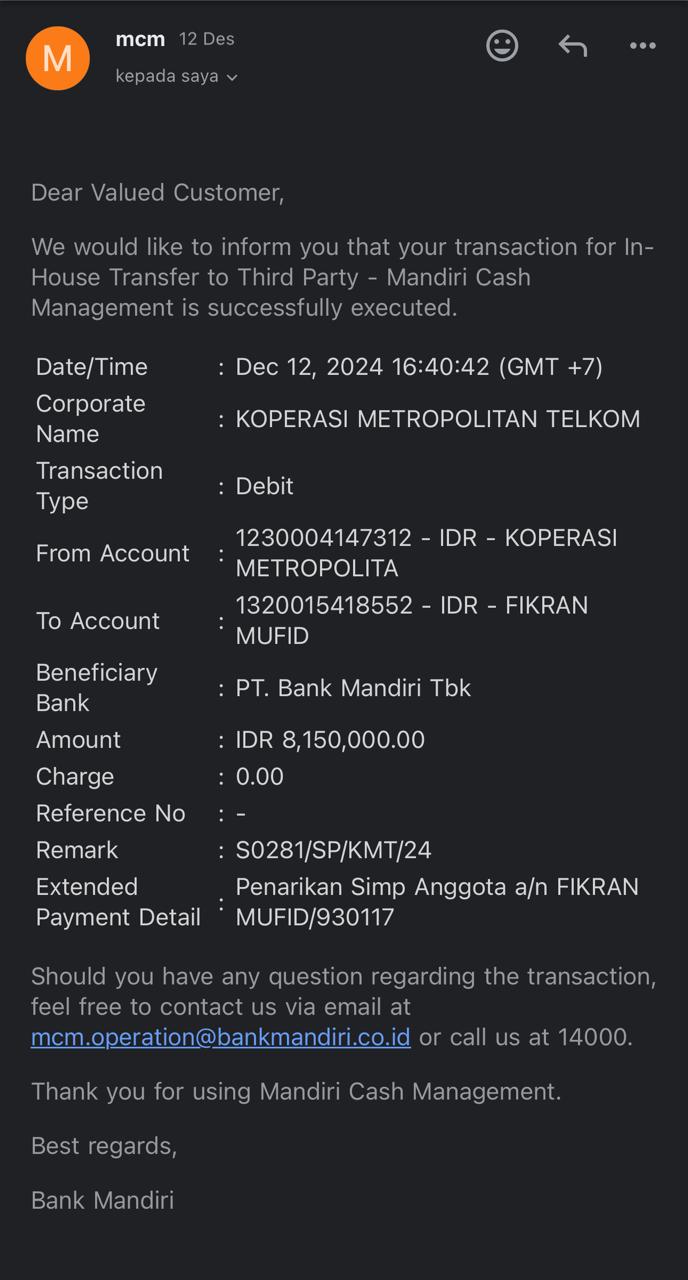 M
mcm 12 Des
kepada saya
Dear Valued Customer,
We would like to inform you that your transaction for In-
House Transfer to Third Party - Mandiri Cash
Management is successfully executed.
Date/Time : Dec 12, 2024 16:40:42 (GMT +7)
Corporate
Name : KOPERASI METROPOLITAN TELKOM
Transaction
Type : Debit
From Account : 1230004147312 - IDR - KOPERASI
METROPOLITA
To Account : 1320015418552 - IDR - FIKRAN
MUFID
Beneficiary
Bank : PT. Bank Mandiri Tbk
Amount : IDR 8,150,000.00
Charge : 0.00
Reference No : -
Remark : S0281/SP/KMT/24
Extended
Payment Detail : Penarikan Simp Anggota a/n FIKRAN
MUFID/930117
Should you have any question regarding the transaction,
feel free to contact us via email at
mcm.operation@bankmandiri.co.id or call us at 14000.
Thank you for using Mandiri Cash Management.
Best regards,
Bank Mandiri